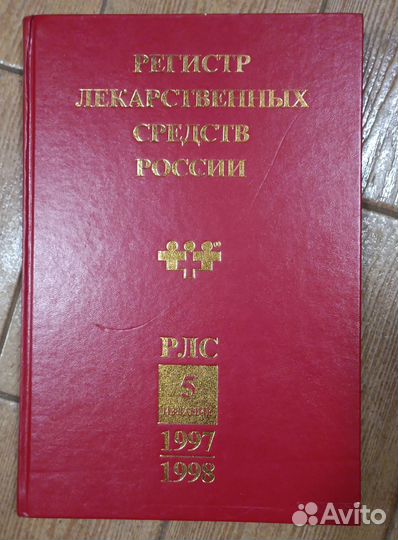 РЕГИСТР
ЛЕКАРСТВЕННЫХ
СРЕДСТВ
РОССИИ
РЛС
5
1997
1998
Avito